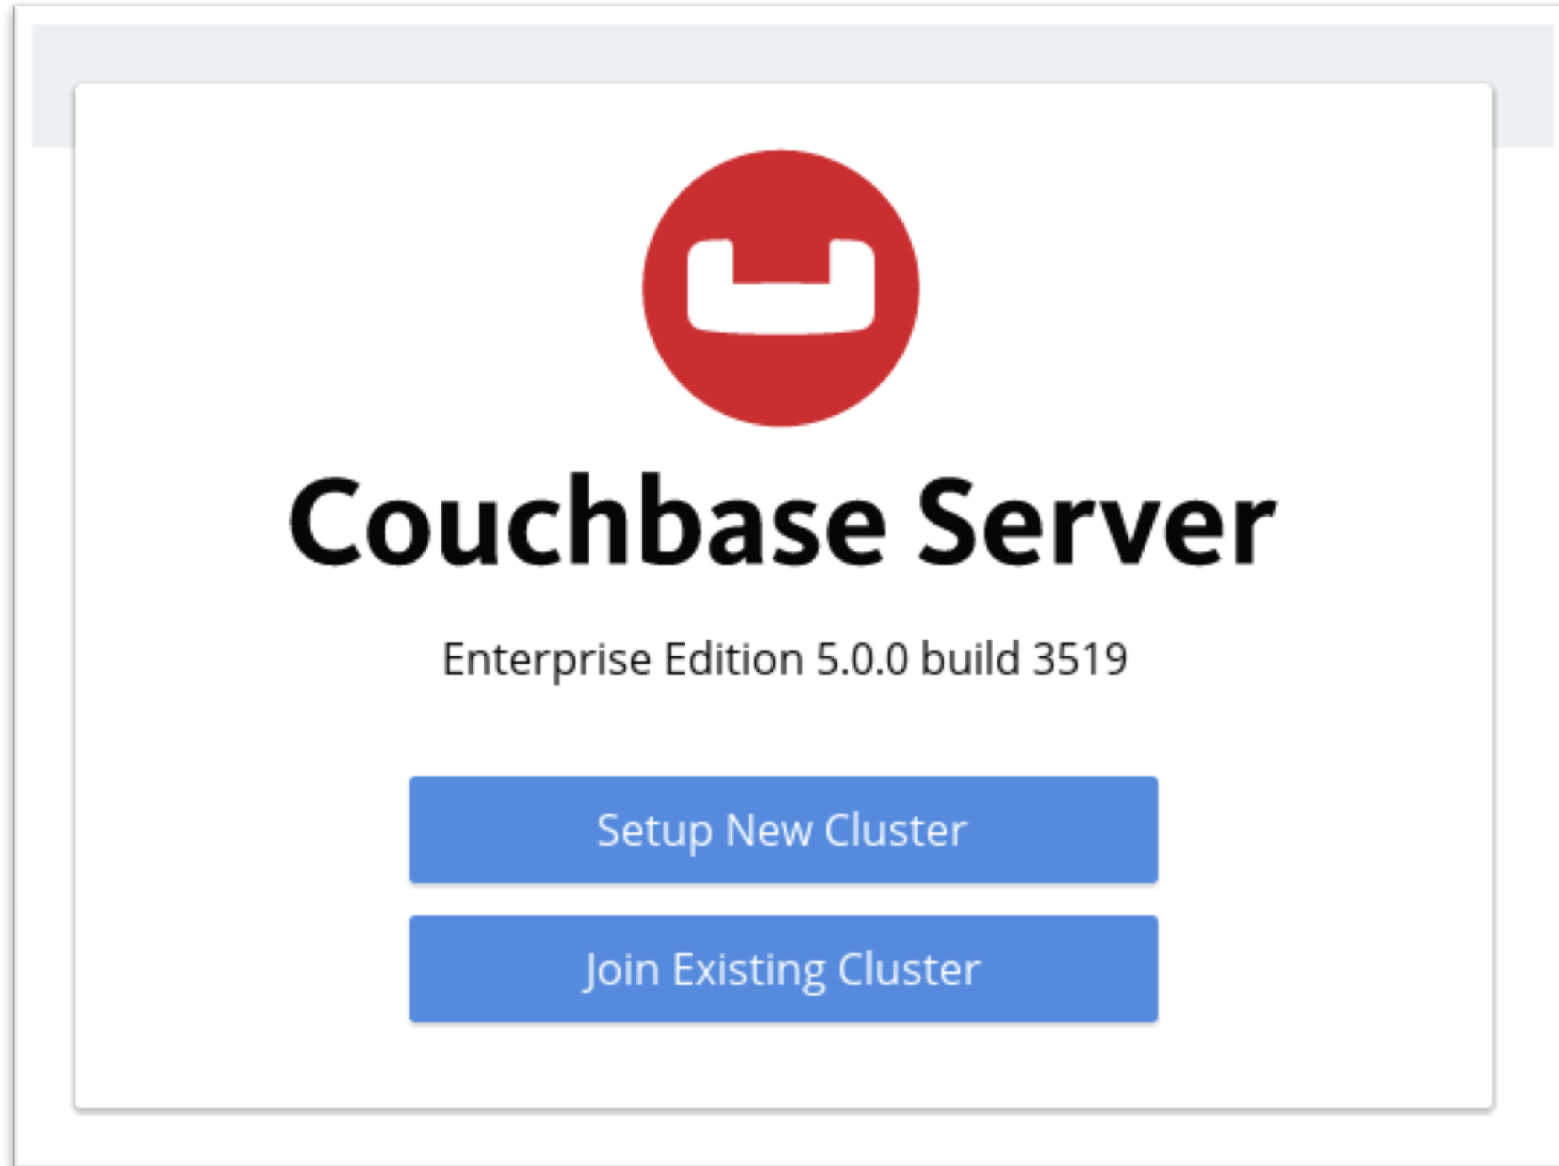 Couchbase Server
Enterprise Edition 5.0.0 build 3519
Setup New Cluster
Join Existing Cluster